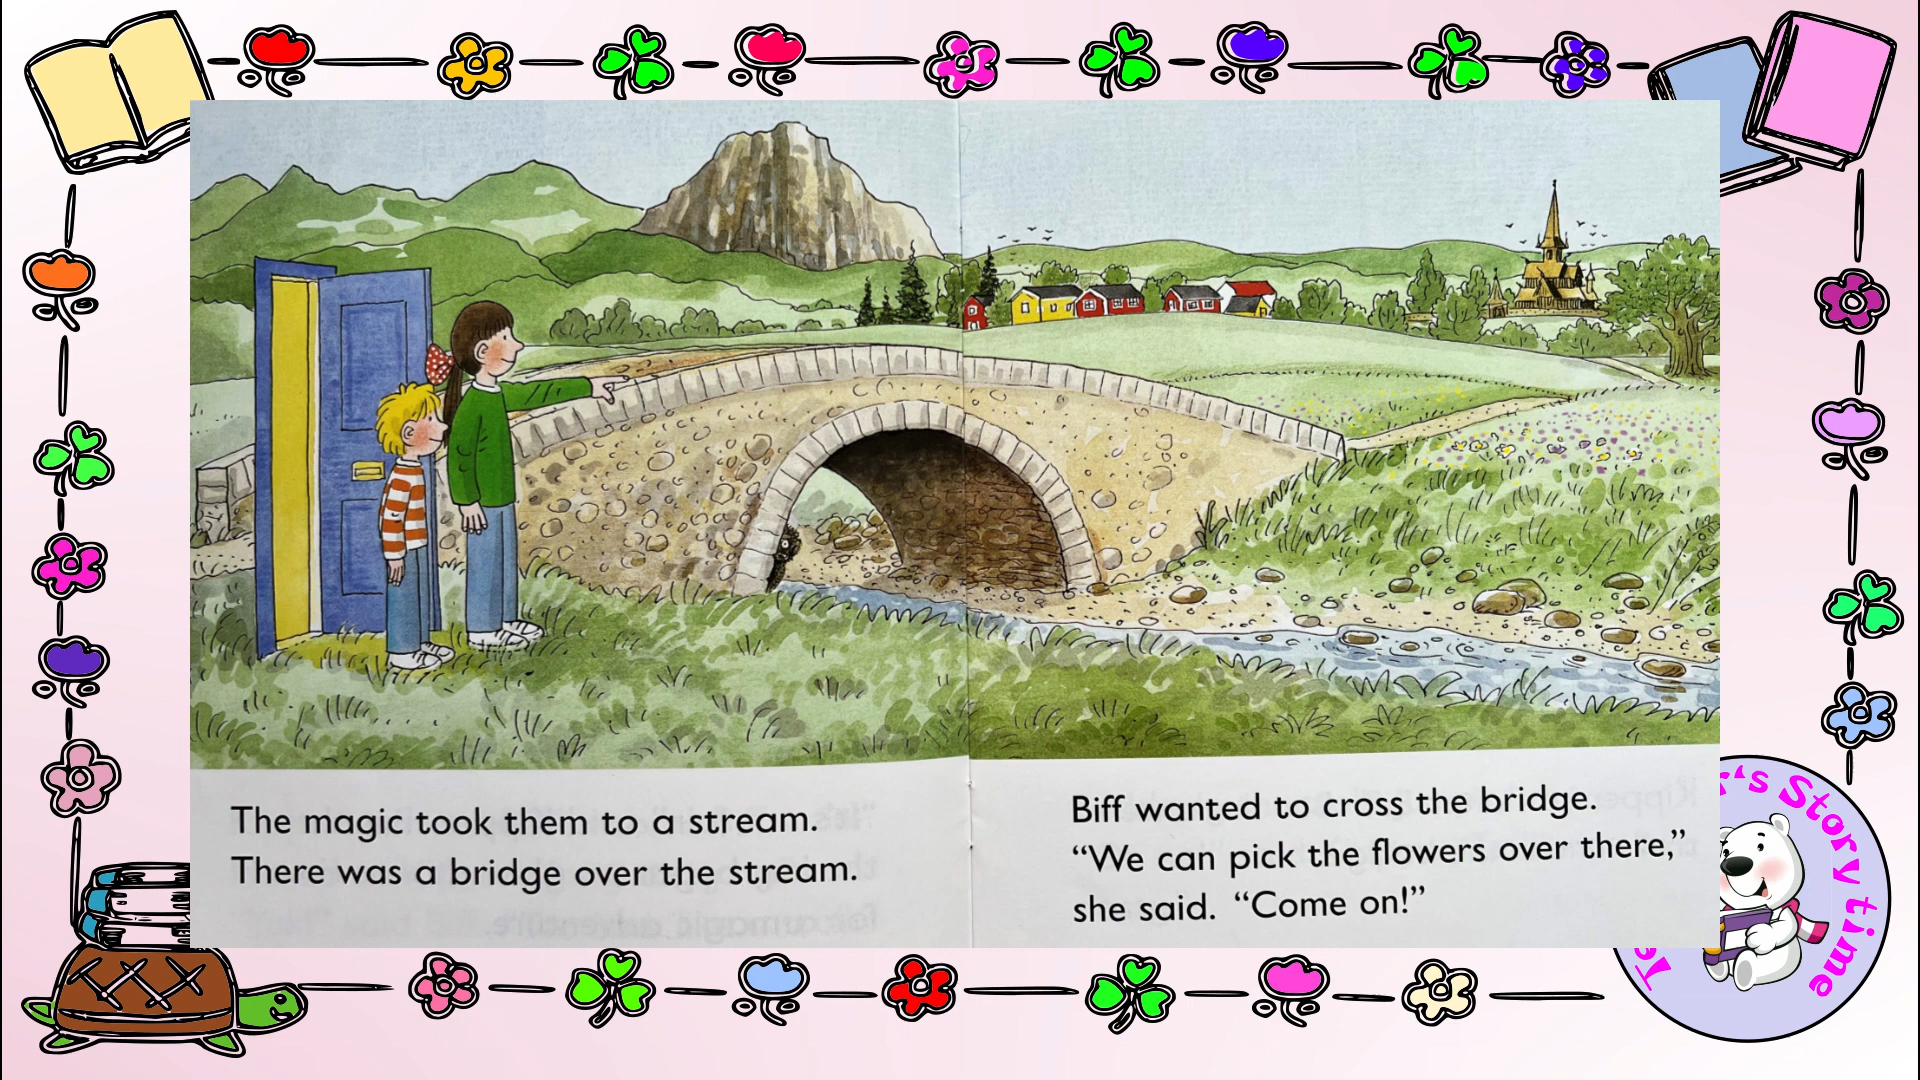 The magic took them to a stream.
There was a bridge over the stream.
Biff wanted to cross the bridge.
“We can pick the flowers over there,”
she said. “Come on!”
's Story time